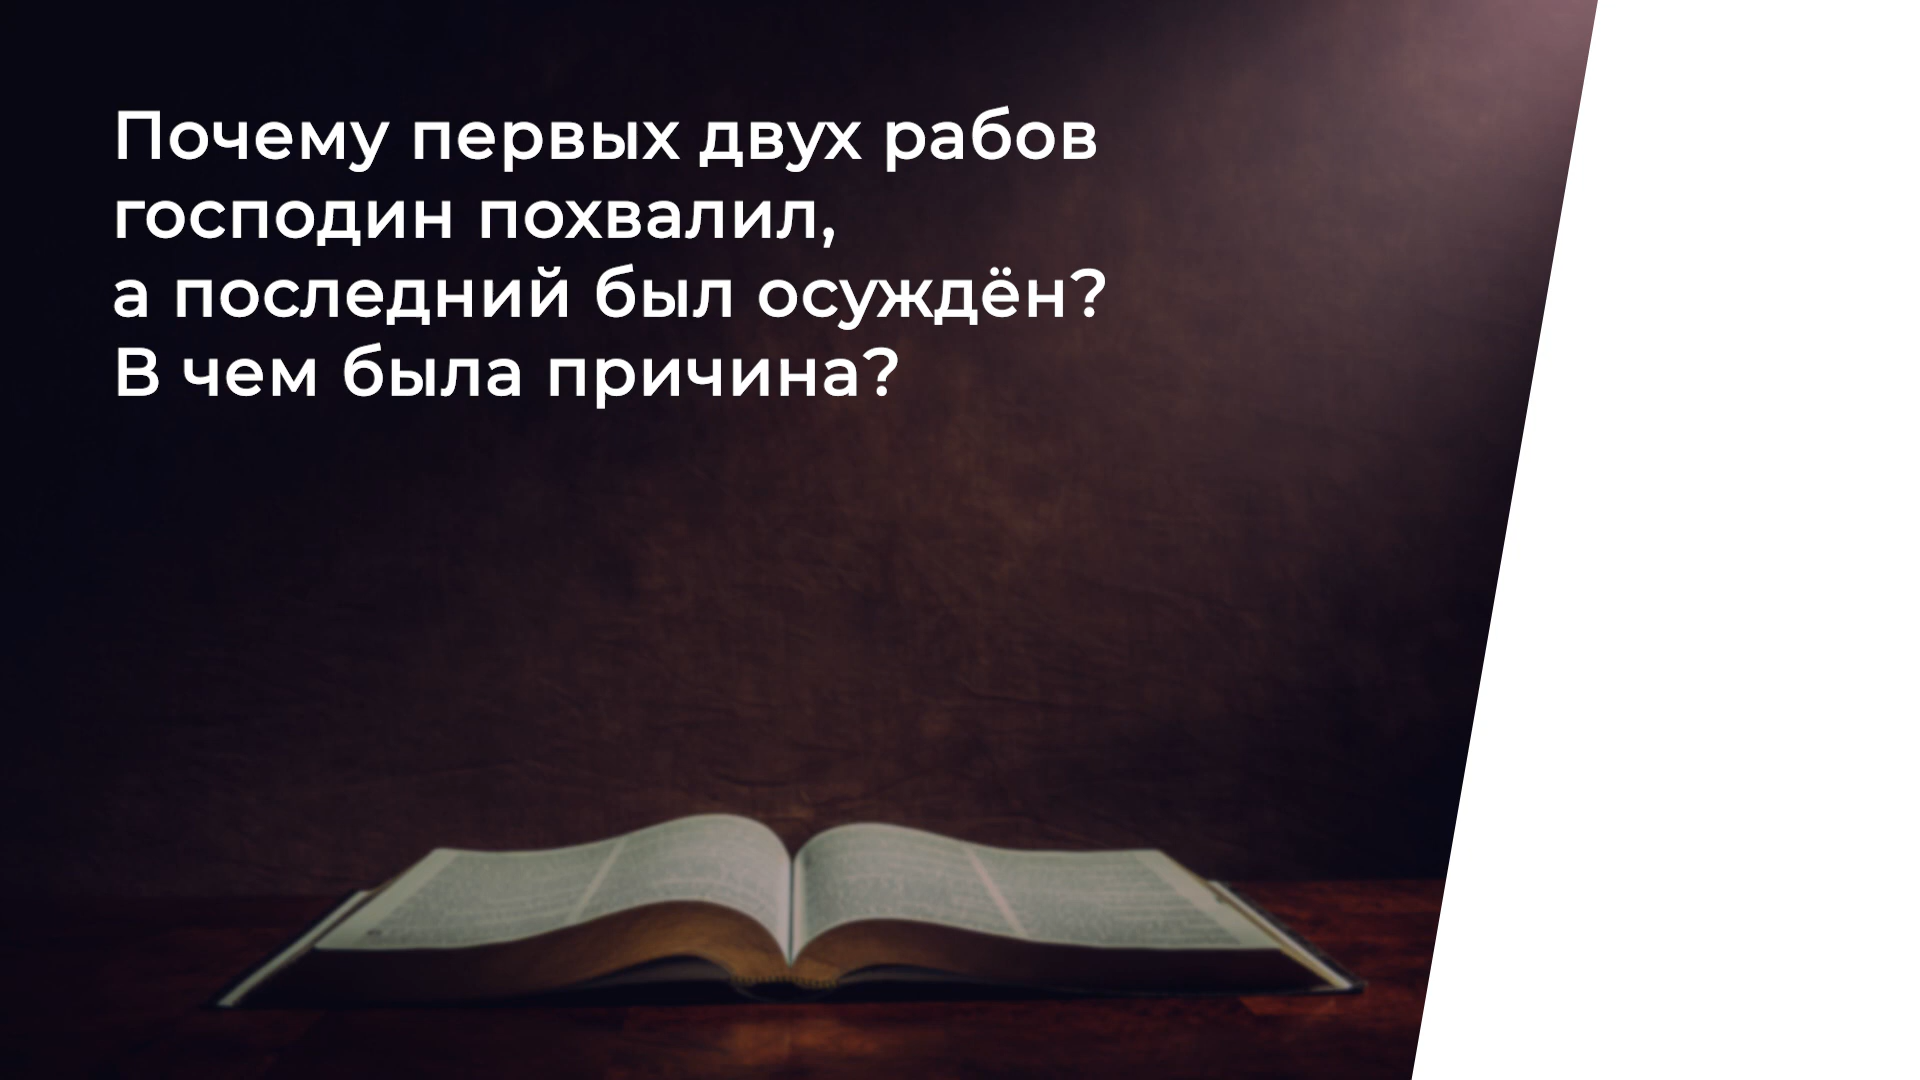 Почему первых двух рабов
господин похвалил,
а последний был осуждён?
В чем была причина?